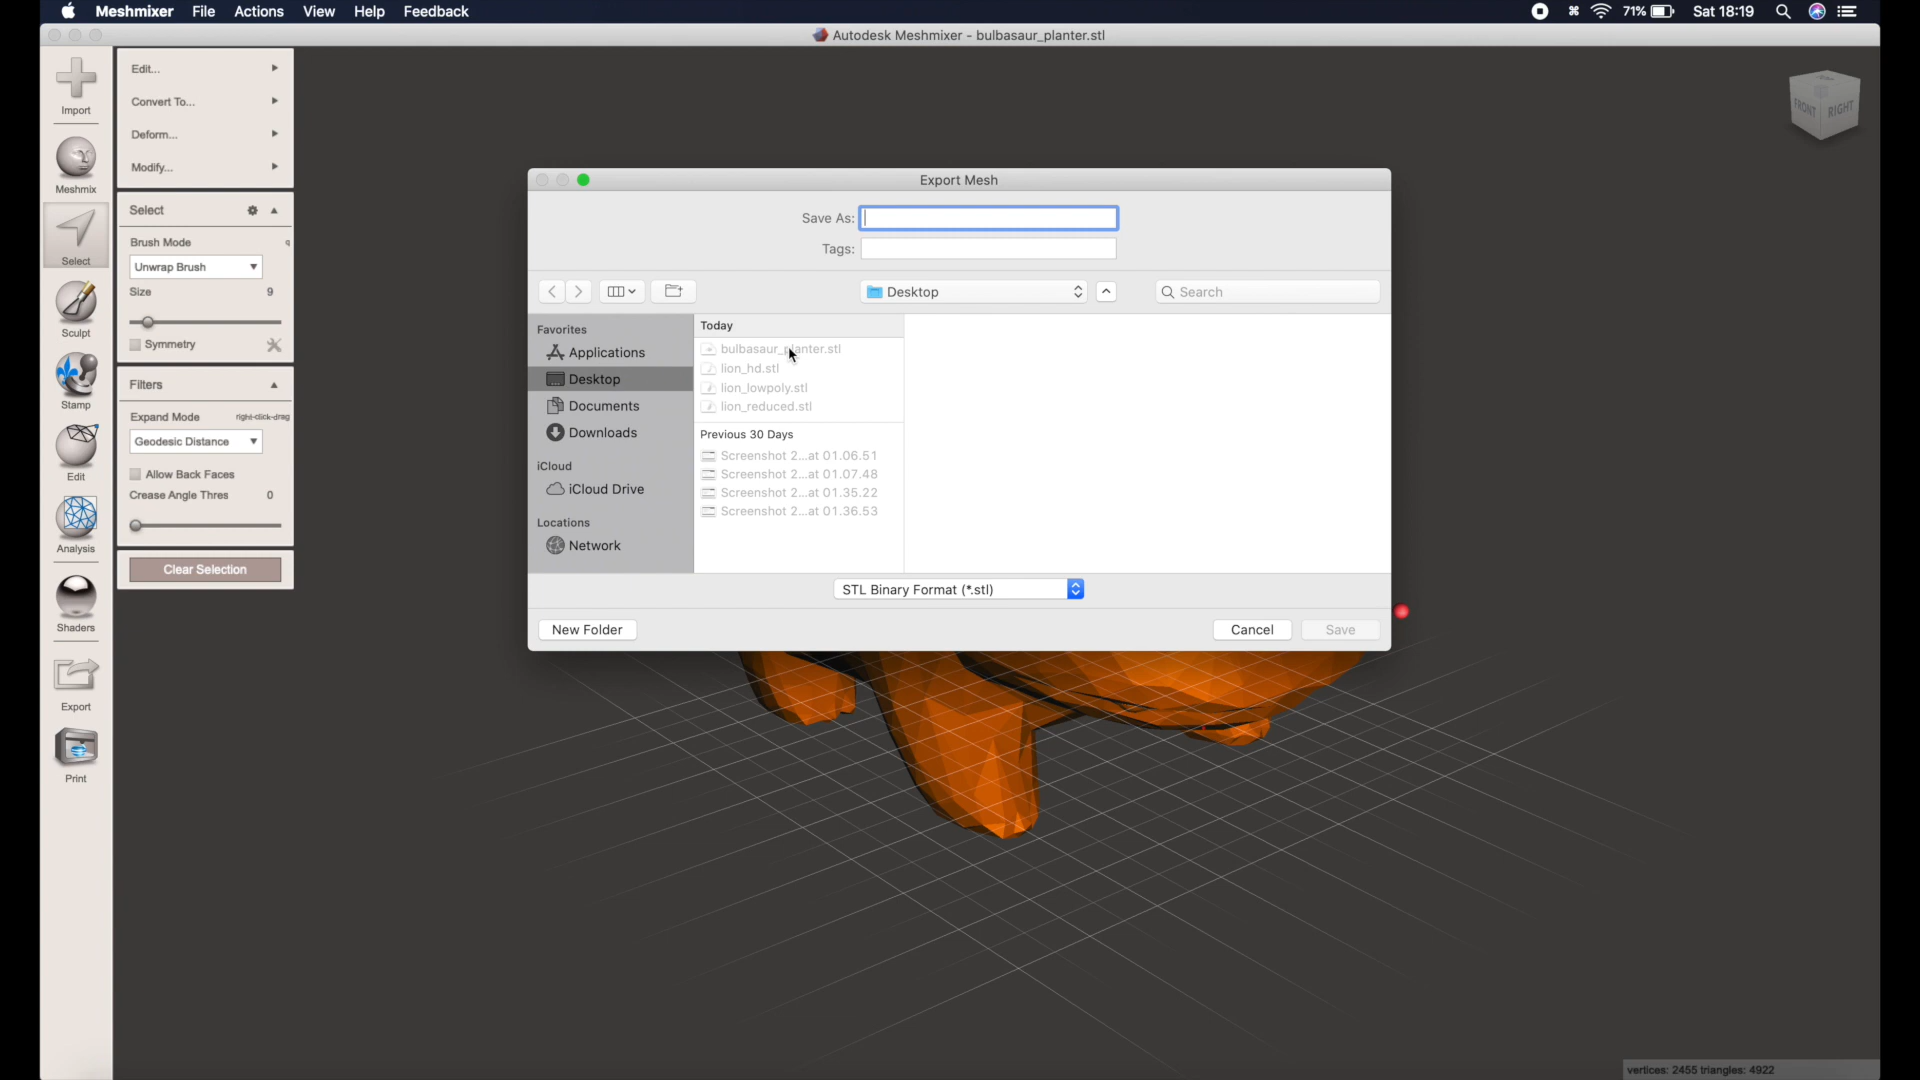 Meshmixer File Actions View Help Feedback
71% Sat 18:19
Autodesk Meshmixer - bulbasaur_planter.stl
Import
Meshmix
Select
Sculpt
Stamp
Edit
Analysis
Shaders
Export
Print
Edit...
Convert To...
Deform...
Modify...
Select
Brush Mode q
Unwrap Brush
Size 9
Symmetry
Filters
Expand Mode right-click-drag
Geodesic Distance
Allow Back Faces
Crease Angle Thres 0
Clear Selection
FRONT RIGHT
Export Mesh
Save As:
Tags:
Desktop
Search
Favorites
Applications
Desktop
Documents
Downloads
iCloud
iCloud Drive
Locations
Network
Today
bulbasaur_planter.stl
lion_hd.stl
lion_lowpoly.stl
lion_reduced.stl
Previous 30 Days
Screenshot 2...at 01.06.51
Screenshot 2...at 01.07.48
Screenshot 2...at 01.35.22
Screenshot 2...at 01.36.53
STL Binary Format (*.stl)
New Folder
Cancel
Save
vertices: 2455 triangles: 4922